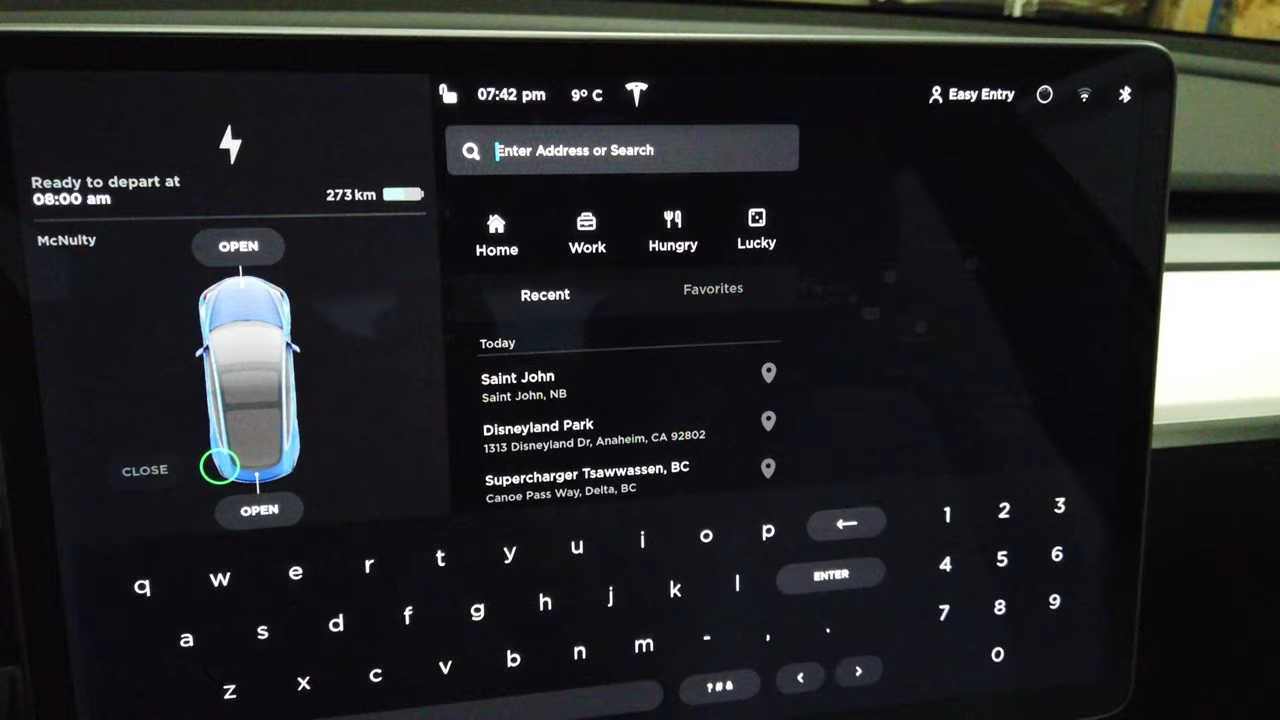 07:42 pm 9° C
Easy Entry
Enter Address or Search
Ready to depart at
08:00 am
273 km
McNulty
OPEN
CLOSE
OPEN
Home Work Hungry Lucky
Recent Favorites
Today
Saint John
Saint John, NB
Disneyland Park
1313 Disneyland Dr, Anaheim, CA 92802
Supercharger Tsawwassen, BC
Canoe Pass Way, Delta, BC
q w e r t y u i o p ←
a s d f g h j k l ENTER
z x c v b n m - , .
?#& < >
1 2 3
4 5 6
7 8 9
0